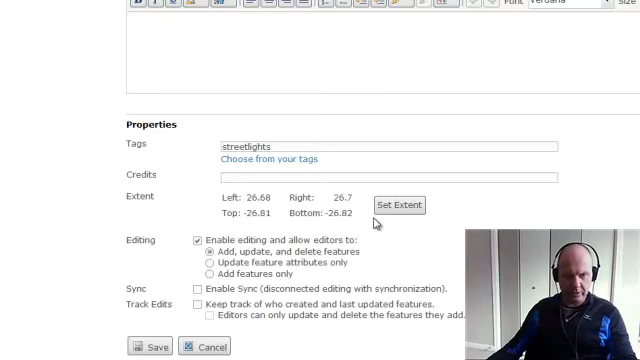 Font Verdana Size
Properties
Tags streetlights
Choose from your tags
Credits
Extent Left: 26.68 Right: 26.7 Set Extent
Top: -26.81 Bottom: -26.82
Editing Enable editing and allow editors to:
Add, update, and delete features
Update feature attributes only
Add features only
Sync Enable Sync (disconnected editing with synchronization).
Track Edits Keep track of who created and last updated features.
Editors can only update and delete the features they add.
Save Cancel